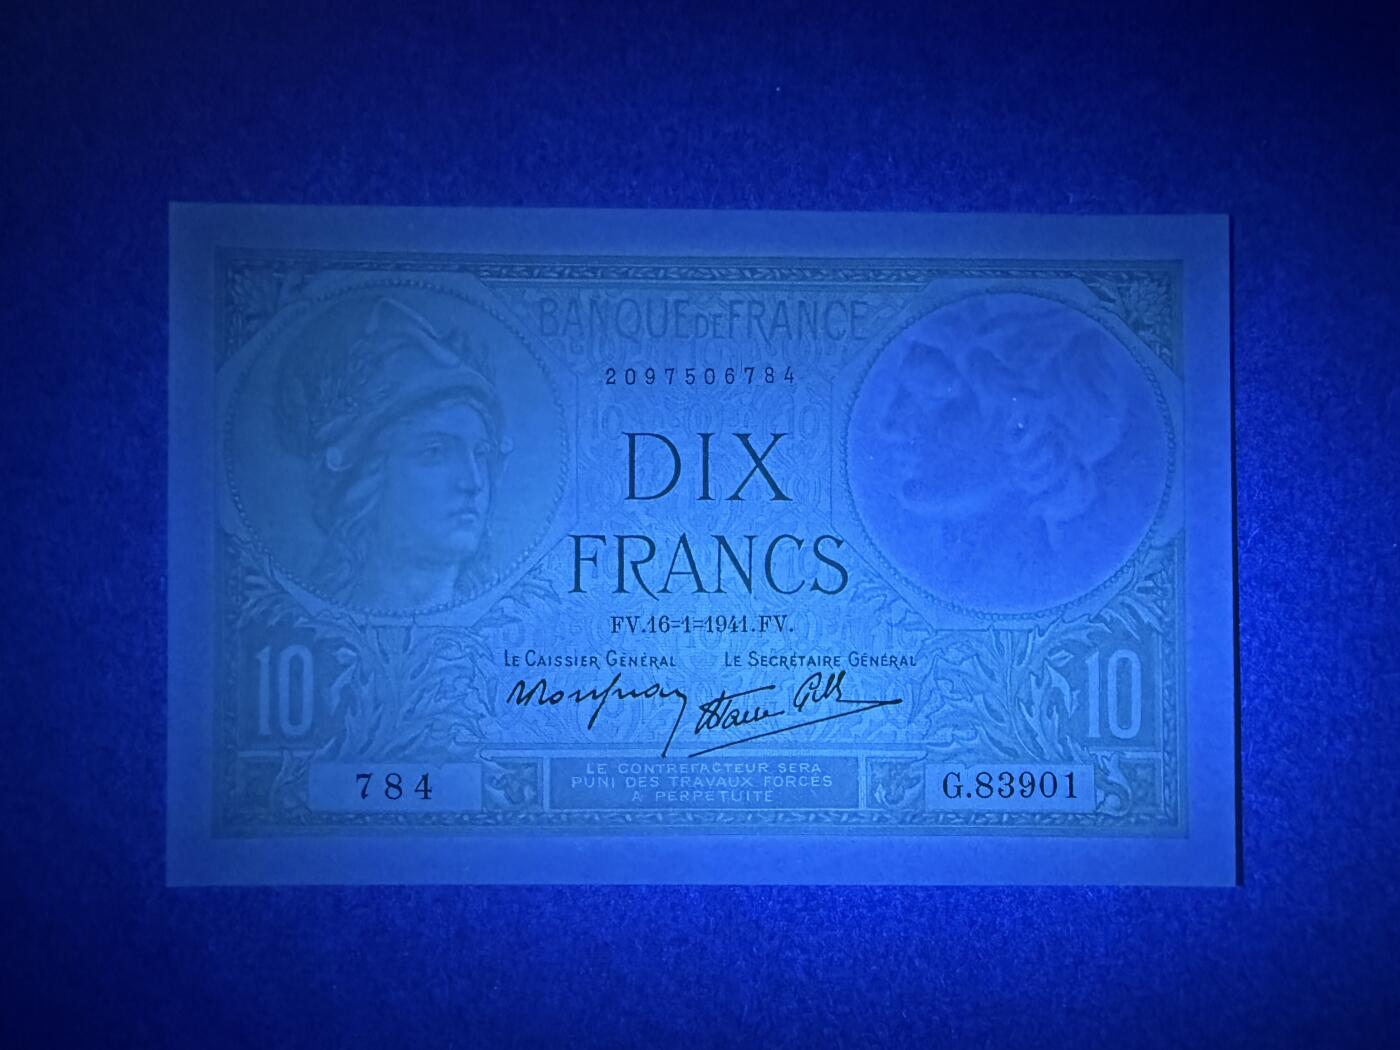 BANQUE DE FRANCE
2097506784
DIX
FRANCS
FV.16=1=1941.FV.
LE CAISSIER GÉNÉRAL LE SECRÉTAIRE GÉNÉRAL
10 10
LE CONTREFACTEUR SERA
PUNI DES TRAVAUX FORCÉS
À PERPÉTUITÉ
784 G.83901